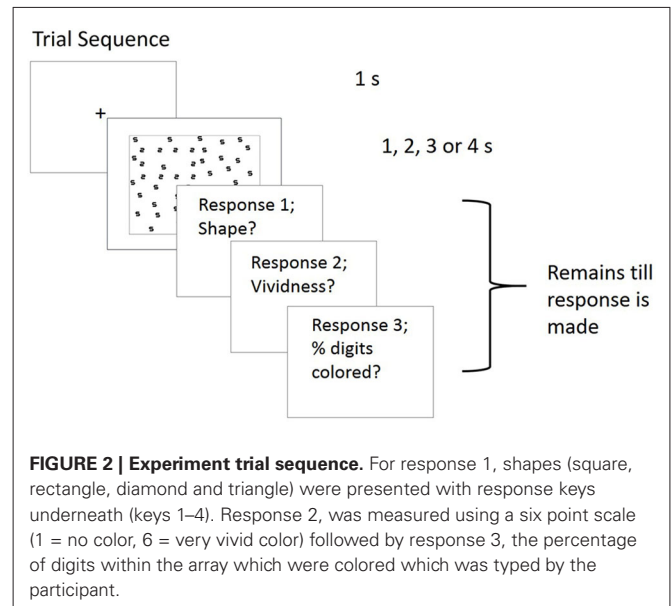 Trial Sequence
1 s
+
1, 2, 3 or 4 s
Response 1;
Shape?
Response 2;
Vividness?
Response 3;
% digits
colored?
Remains till
response is
made
FIGURE 2 | Experiment trial sequence. For response 1, shapes (square,
rectangle, diamond and triangle) were presented with response keys
underneath (keys 1–4). Response 2, was measured using a six point scale
(1 = no color, 6 = very vivid color) followed by response 3, the percentage
of digits within the array which were colored which was typed by the
participant.